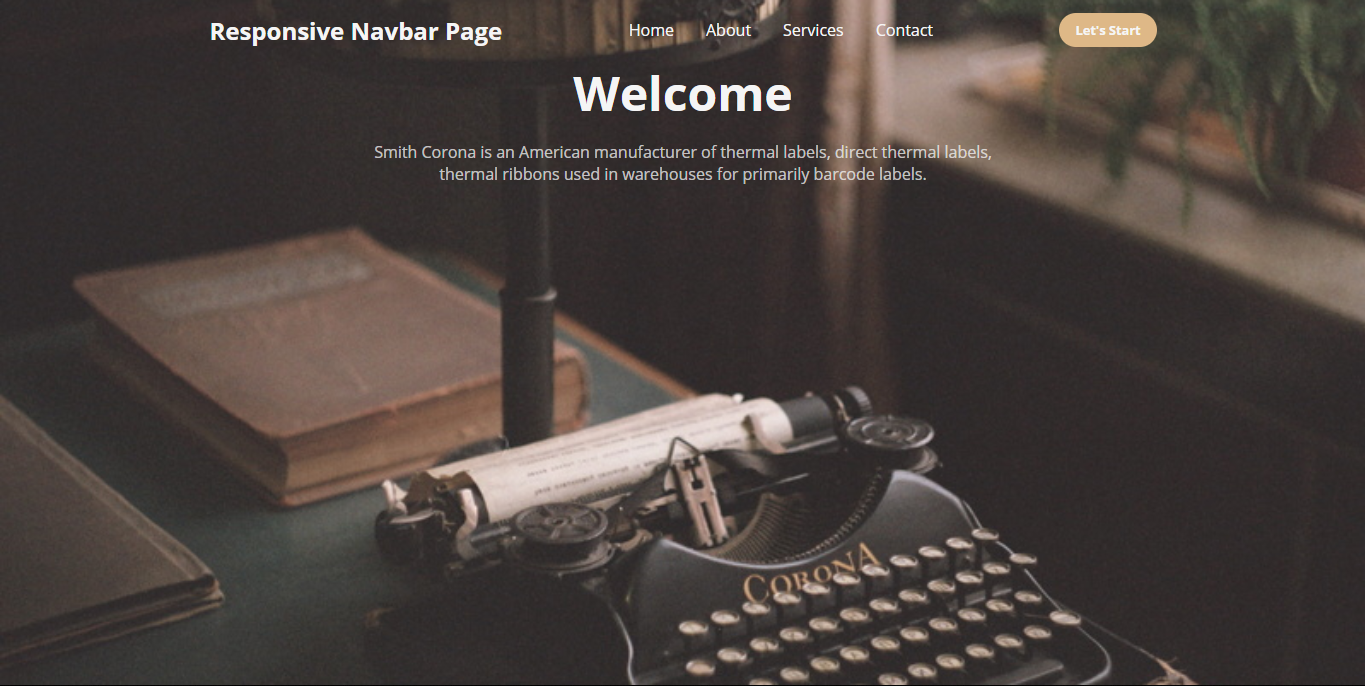 Responsive Navbar Page
Home About Services Contact
Let's Start
Welcome
Smith Corona is an American manufacturer of thermal labels, direct thermal labels,
thermal ribbons used in warehouses for primarily barcode labels.
CORONA